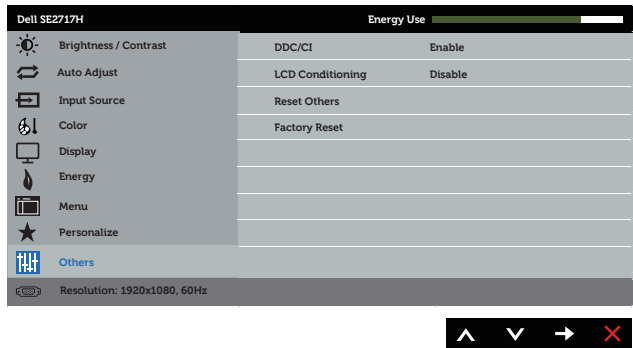 Dell SE2717H Energy Use
Brightness / Contrast DDC/CI Enable
Auto Adjust LCD Conditioning Disable
Input Source Reset Others
Color Factory Reset
Display
Energy
Menu
Personalize
Others
Resolution: 1920x1080, 60Hz